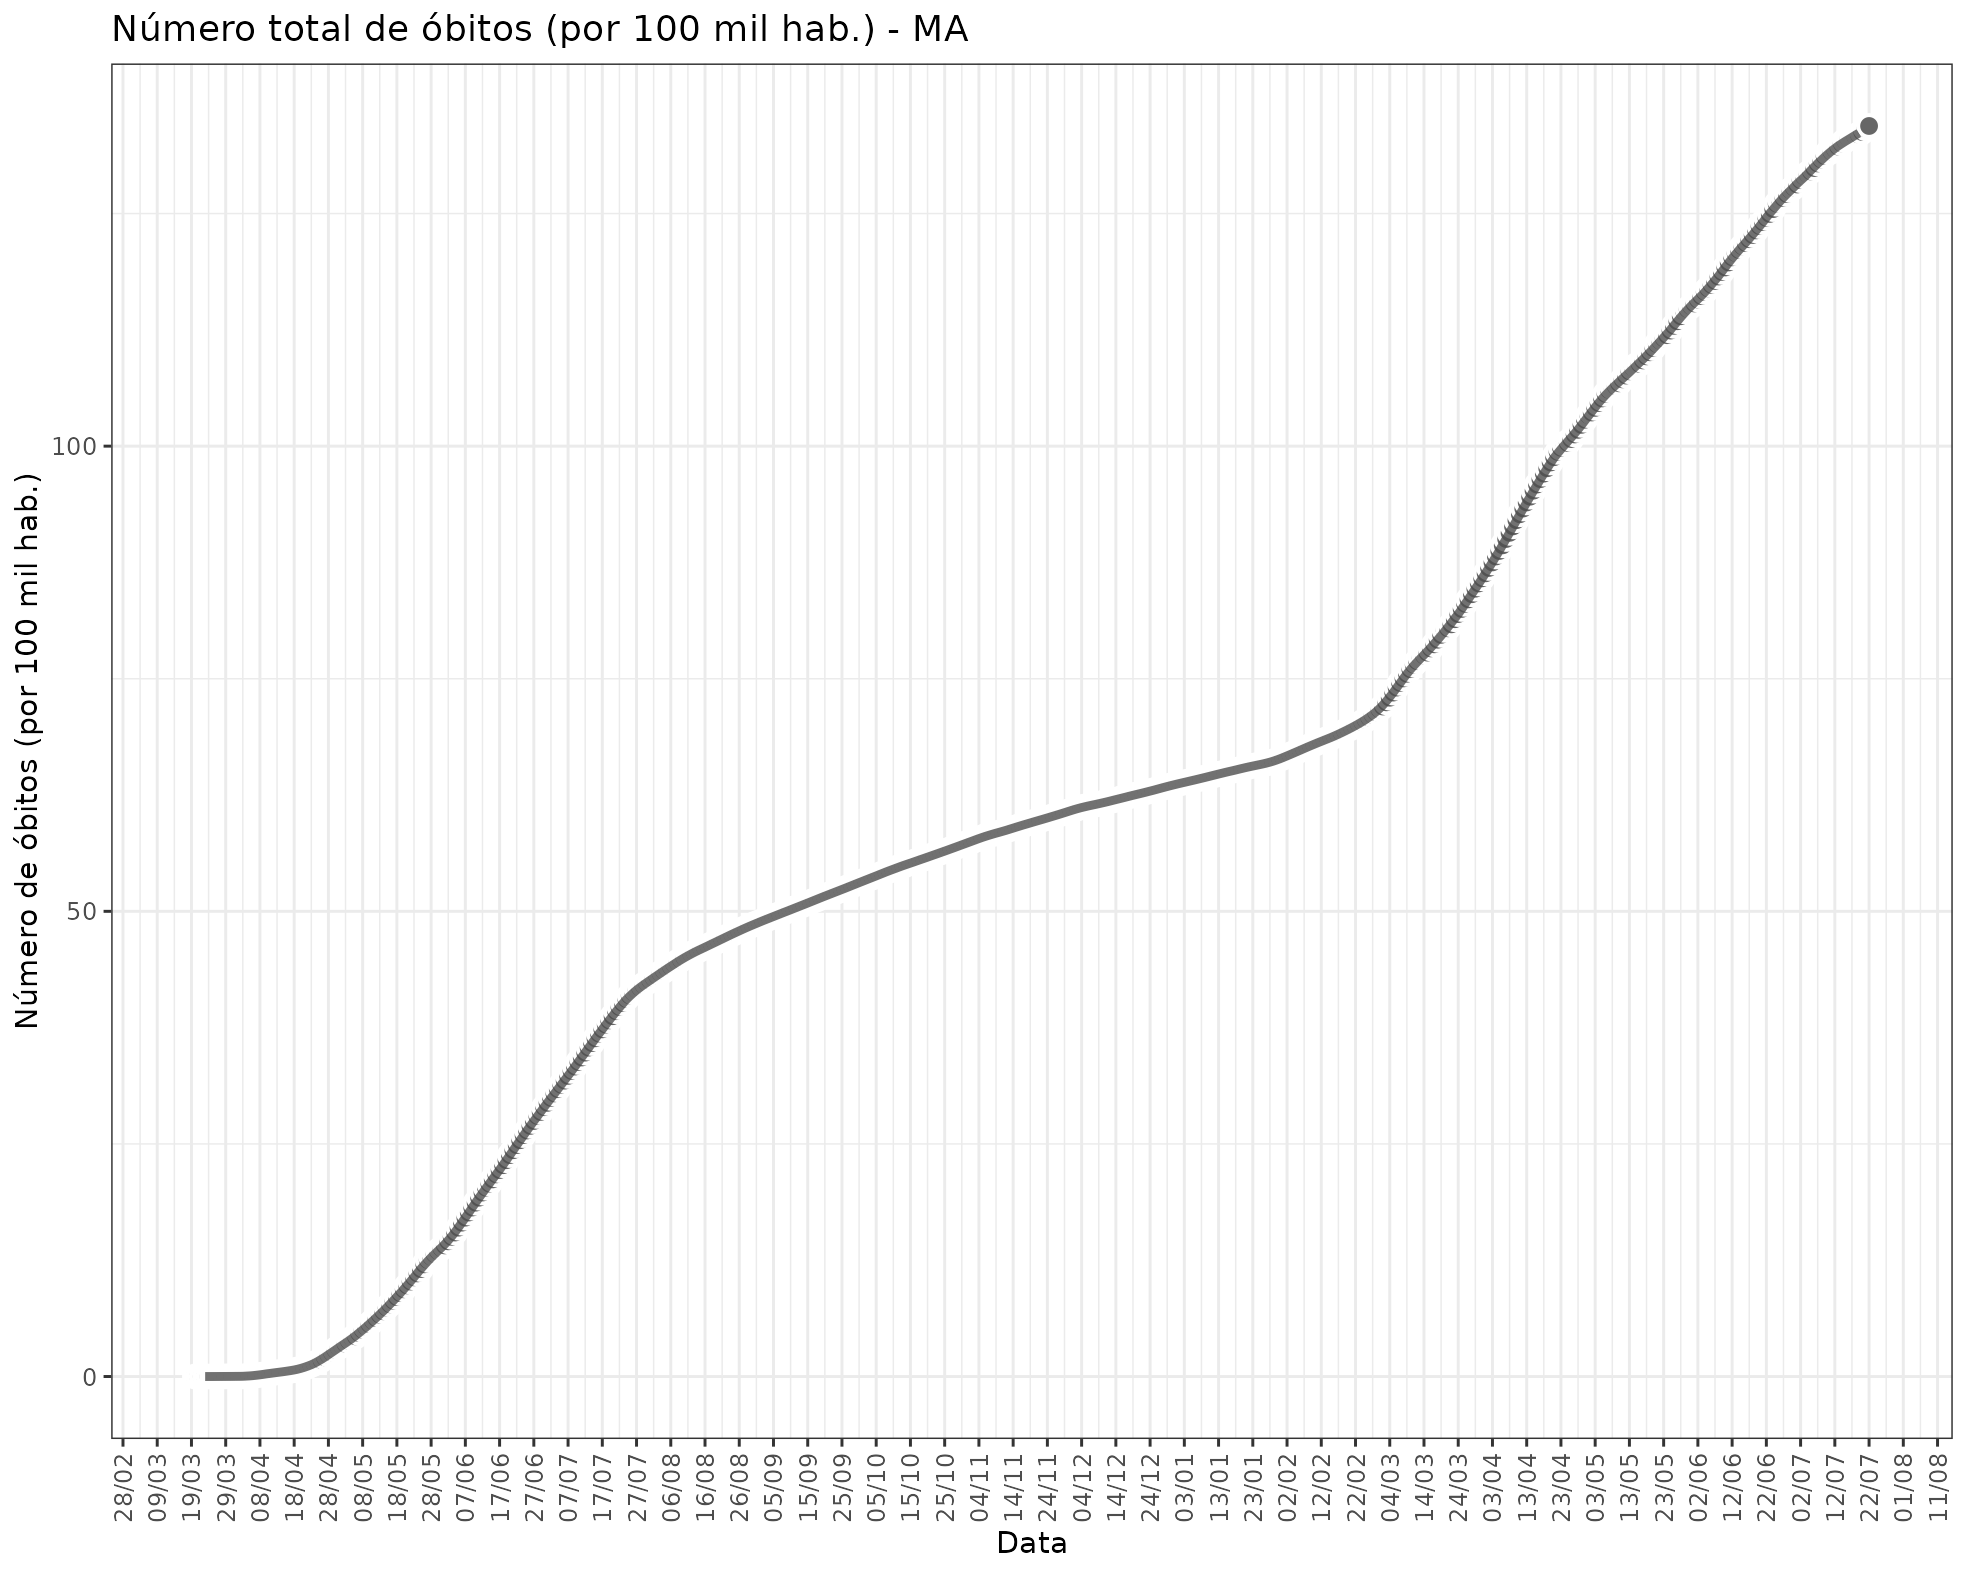 Número total de óbitos (por 100 mil hab.) - MA
Número de óbitos (por 100 mil hab.)
100
50
0
28/02 09/03 19/03 29/03 08/04 18/04 28/04 08/05 18/05 28/05 07/06 17/06 27/06 07/07 17/07 27/07 06/08 16/08 26/08 05/09 15/09 25/09 05/10 15/10 25/10 04/11 14/11 24/11 04/12 14/12 24/12 03/01 13/01 23/01 02/02 12/02 22/02 04/03 14/03 24/03 03/04 13/04 23/04 03/05 13/05 23/05 02/06 12/06 22/06 02/07 12/07 22/07 01/08 11/08
Data